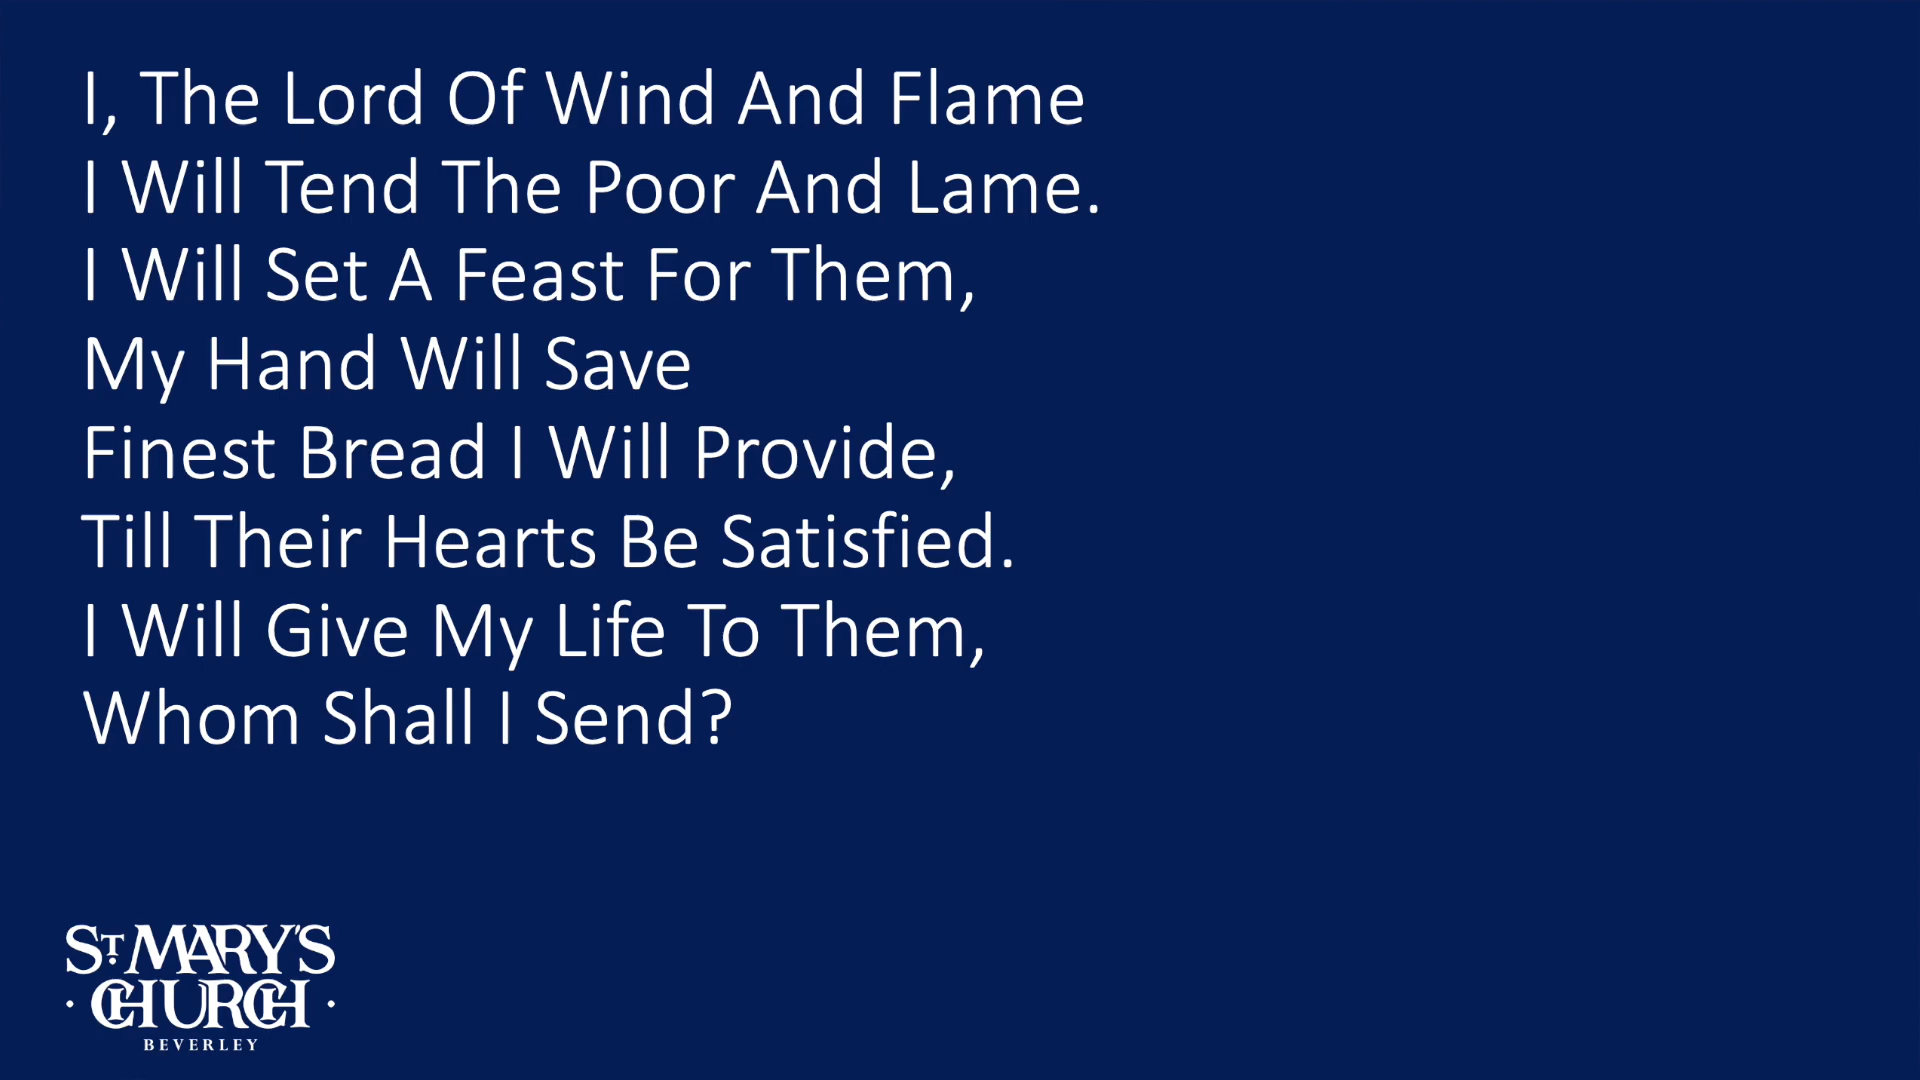 I, The Lord Of Wind And Flame
I Will Tend The Poor And Lame.
I Will Set A Feast For Them,
My Hand Will Save
Finest Bread I Will Provide,
Till Their Hearts Be Satisfied.
I Will Give My Life To Them,
Whom Shall I Send?
ST MARY'S
· CHURCH ·
BEVERLEY